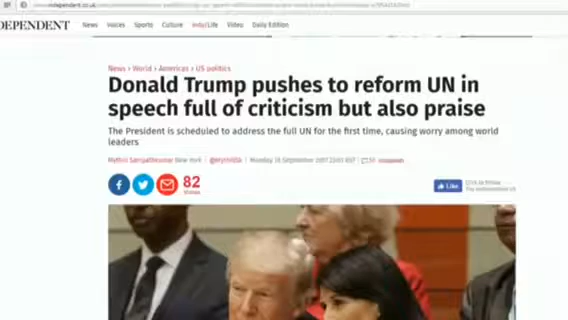 DEPENDENT News Voices Sports Culture Indy/Life Video Daily Edition
News › World › Americas › US politics
Donald Trump pushes to reform UN in
speech full of criticism but also praise
The President is scheduled to address the full UN for the first time, causing worry among world
leaders
New York Monday 18 September 2017
82
Like